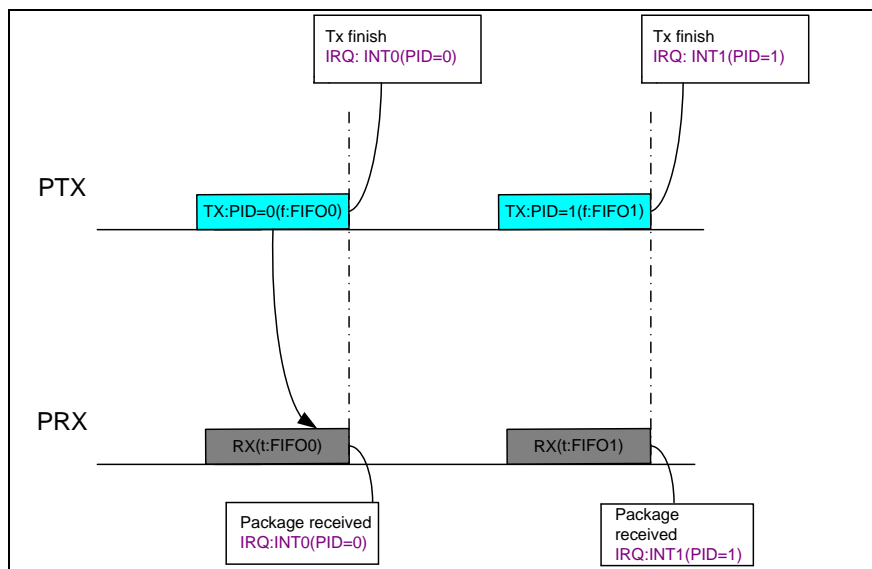 Tx finish
IRQ: INT0(PID=0)
Tx finish
IRQ: INT1(PID=1)
PTX
TX:PID=0(f:FIFO0)
TX:PID=1(f:FIFO1)
PRX
RX(t:FIFO0)
RX(t:FIFO1)
Package received
IRQ:INT0(PID=0)
Package
received
IRQ:INT1(PID=1)